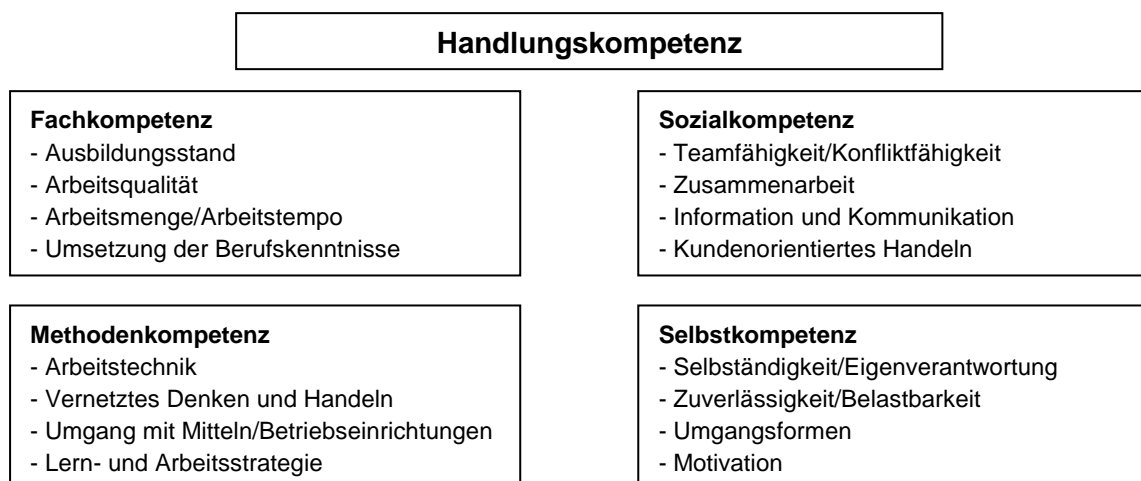 Handlungskompetenz
Fachkompetenz
- Ausbildungsstand
- Arbeitsqualität
- Arbeitsmenge/Arbeitstempo
- Umsetzung der Berufskenntnisse
Sozialkompetenz
- Teamfähigkeit/Konfliktfähigkeit
- Zusammenarbeit
- Information und Kommunikation
- Kundenorientiertes Handeln
Methodenkompetenz
- Arbeitstechnik
- Vernetztes Denken und Handeln
- Umgang mit Mitteln/Betriebseinrichtungen
- Lern- und Arbeitsstrategie
Selbstkompetenz
- Selbständigkeit/Eigenverantwortung
- Zuverlässigkeit/Belastbarkeit
- Umgangsformen
- Motivation